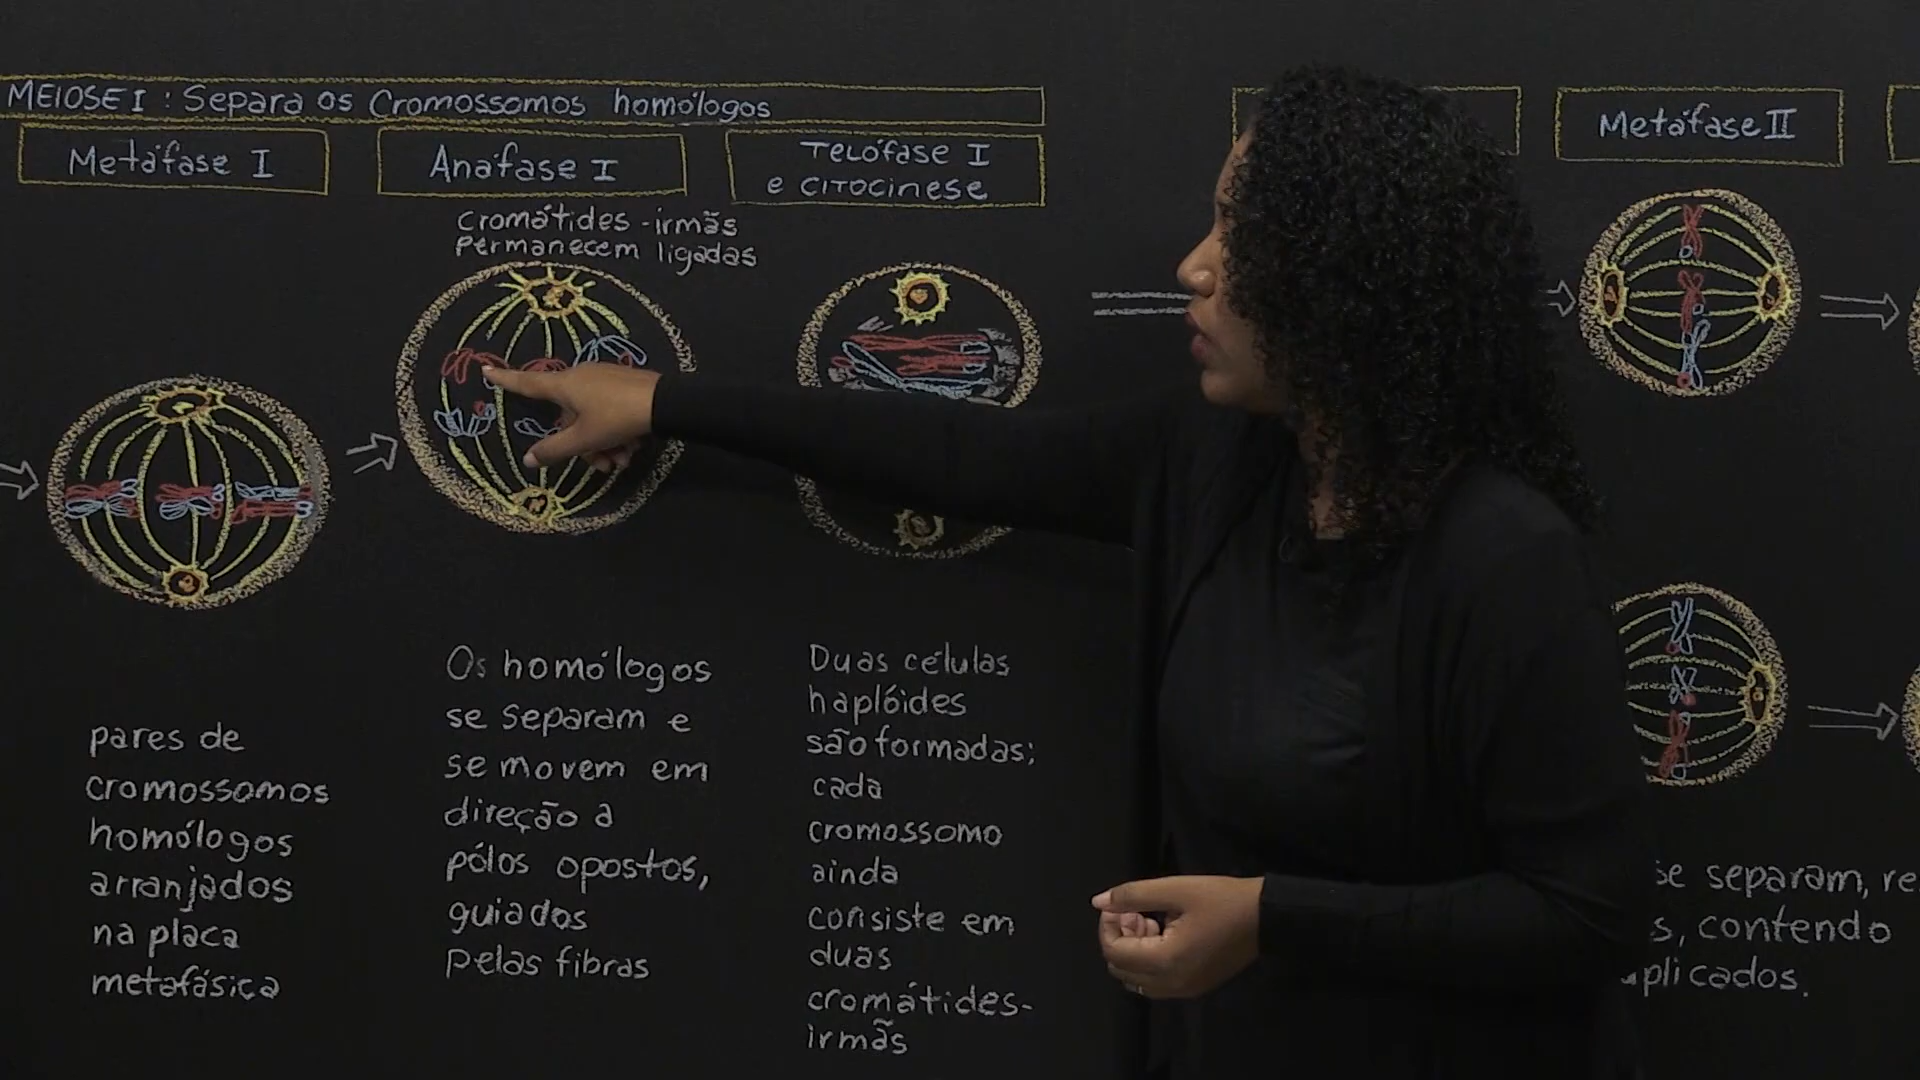 MEIOSE I : Separa os Cromossomos homólogos
Metáfase I
Anáfase I
Telófase I
e citocinese
Metáfase II
cromátides-irmãs
permanecem ligadas
pares de
cromossomos
homólogos
arranjados
na placa
metafásica
Os homólogos
se separam e
se movem em
direção a
pólos opostos,
guiados
pelas fibras
Duas células
haplóides
são formadas;
cada
cromossomo
ainda
consiste em
duas
cromátides-
irmãs
se separam, re
s, contendo
plicados.